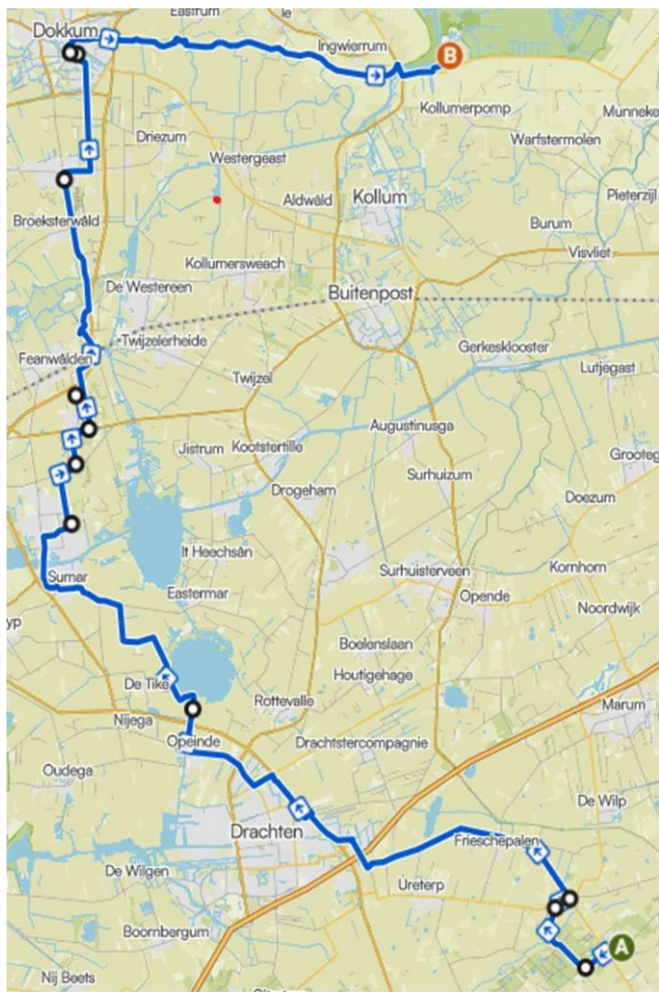 Eastrum
ie
Dokkum
Ingwierrum
B
Kollumerpomp
Munneke
Driezum
Warfstermolen
Westergeast
Aldwâld
Kollum
Pieterzijl
Broeksterwâld
Burum
Visvliet
Kollumersweach
De Westereen
Buitenpost
Twijzelerheide
Gerkesklooster
Feanwâlden
Lutjegast
Twijzel
Augustinusga
Jistrum
Kootstertille
Grooteg
Surhuizum
Drogeham
Doezum
It Heechsân
Sumar
Surhuisterveen
Kornhorn
Eastermar
Opende
Noordwijk
yp
Boelenslaan
Houtigehage
De Tike
Rottevalle
Marum
Nijega
Opeinde
Drachtstercompagnie
Oudega
De Wilp
Drachten
Frieschepalen
De Wilgen
Ureterp
Boornbergum
A
Nij Beets